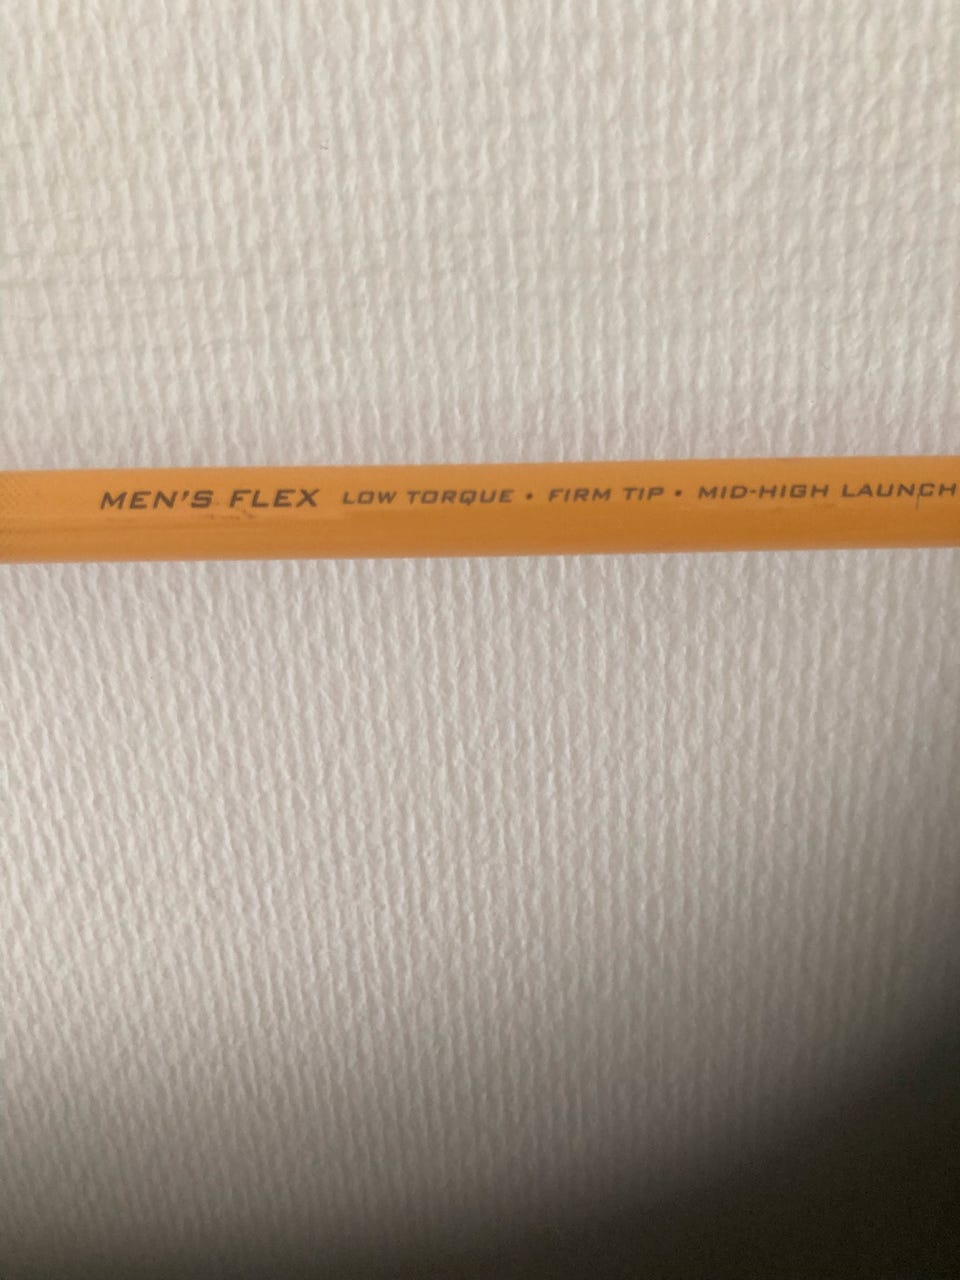 MEN'S FLEX LOW TORQUE • FIRM TIP • MID-HIGH LAUNCH